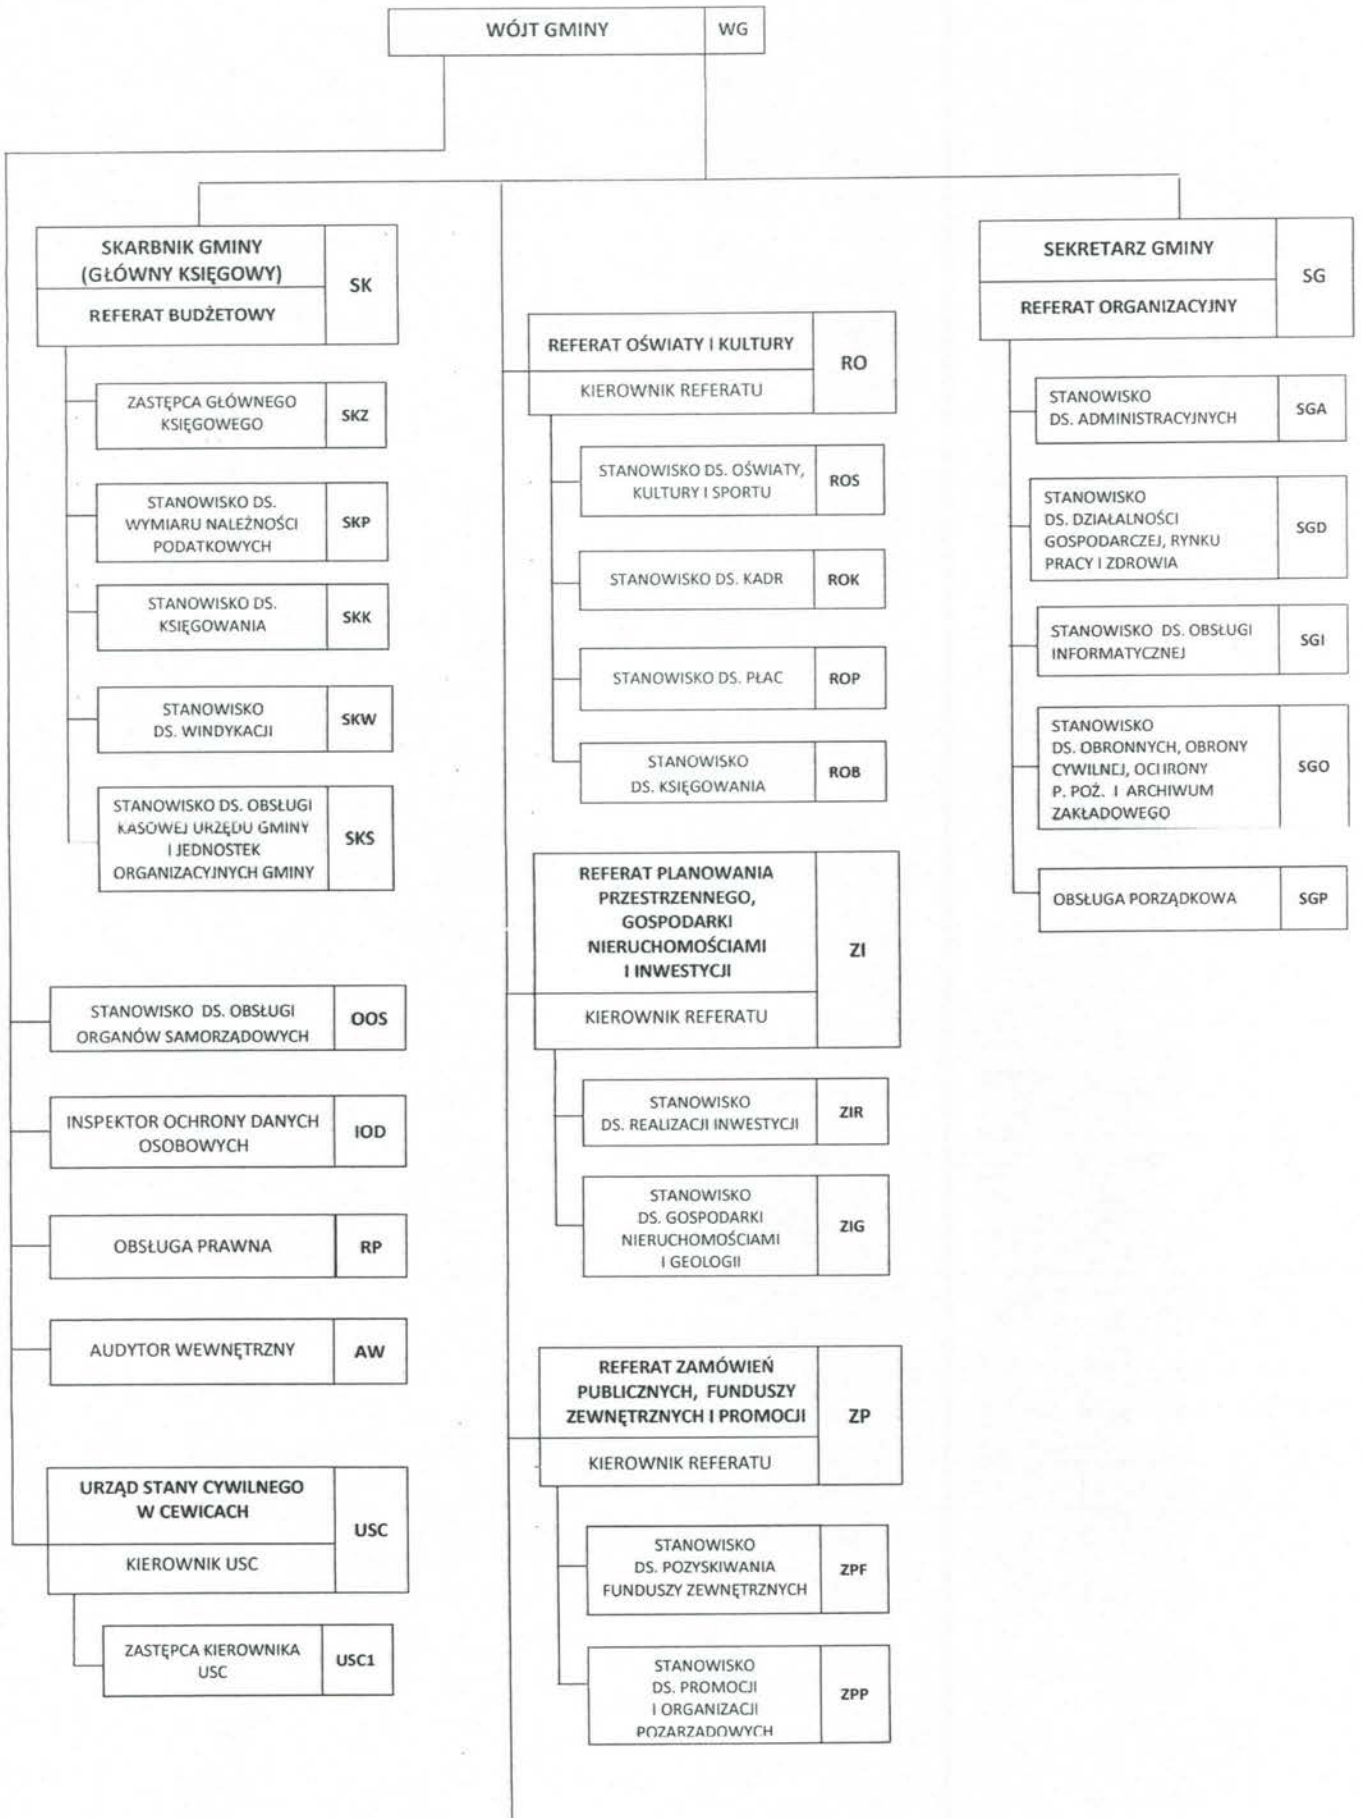 WÓJT GMINY
WG
SKARBNIK GMINY
(GŁÓWNY KSIĘGOWY)
SK
REFERAT BUDŻETOWY
ZASTĘPCA GŁÓWNEGO
KSIĘGOWEGO
SKZ
STANOWISKO DS.
WYMIARU NALEŻNOŚCI
PODATKOWYCH
SKP
STANOWISKO DS.
KSIĘGOWANIA
SKK
STANOWISKO
DS. WINDYKACJI
SKW
STANOWISKO DS. OBSŁUGI
KASOWEJ URZĘDU GMINY
I JEDNOSTEK
ORGANIZACYJNYCH GMINY
SKS
STANOWISKO DS. OBSŁUGI
ORGANÓW SAMORZĄDOWYCH
OOS
INSPEKTOR OCHRONY DANYCH
OSOBOWYCH
IOD
OBSŁUGA PRAWNA
RP
AUDYTOR WEWNĘTRZNY
AW
URZĄD STANY CYWILNEGO
W CEWICACH
USC
KIEROWNIK USC
ZASTĘPCA KIEROWNIKA
USC
USC1
REFERAT OŚWIATY I KULTURY
RO
KIEROWNIK REFERATU
STANOWISKO DS. OŚWIATY,
KULTURY I SPORTU
ROS
STANOWISKO DS. KADR
ROK
STANOWISKO DS. PŁAC
ROP
STANOWISKO
DS. KSIĘGOWANIA
ROB
REFERAT PLANOWANIA
PRZESTRZENNEGO,
GOSPODARKI
NIERUCHOMOŚCIAMI
I INWESTYCJI
ZI
KIEROWNIK REFERATU
STANOWISKO
DS. REALIZACJI INWESTYCJI
ZIR
STANOWISKO
DS. GOSPODARKI
NIERUCHOMOŚCIAMI
I GEOLOGII
ZIG
REFERAT ZAMÓWIEŃ
PUBLICZNYCH, FUNDUSZY
ZEWNĘTRZNYCH I PROMOCJI
ZP
KIEROWNIK REFERATU
STANOWISKO
DS. POZYSKIWANIA
FUNDUSZY ZEWNĘTRZNYCH
ZPF
STANOWISKO
DS. PROMOCJI
I ORGANIZACJI
POZARZADOWYCH
ZPP
SEKRETARZ GMINY
SG
REFERAT ORGANIZACYJNY
STANOWISKO
DS. ADMINISTRACYJNYCH
SGA
STANOWISKO
DS. DZIAŁALNOŚCI
GOSPODARCZEJ, RYNKU
PRACY I ZDROWIA
SGD
STANOWISKO DS. OBSŁUGI
INFORMATYCZNEJ
SGI
STANOWISKO
DS. OBRONNYCH, OBRONY
CYWILNEJ, OCHRONY
P. POŻ. I ARCHIWUM
ZAKŁADOWEGO
SGO
OBSŁUGA PORZĄDKOWA
SGP